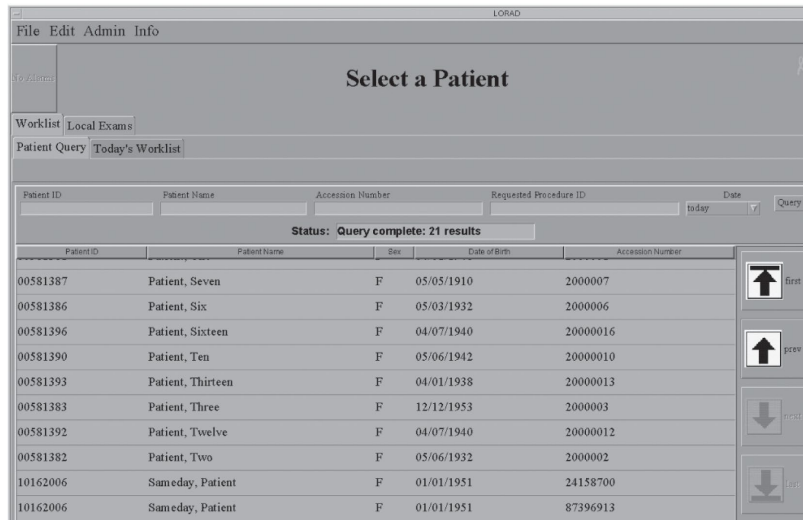 LORAD
File Edit Admin Info
No Alarms
Select a Patient
Worklist Local Exams
Patient Query Today's Worklist
Patient ID Patient Name Accession Number Requested Procedure ID Date
today Query
Status: Query complete: 21 results
Patient ID Patient Name Sex Date of Birth Accession Number
00581387 Patient, Seven F 05/05/1910 2000007
first
00581386 Patient, Six F 05/03/1932 2000006
00581396 Patient, Sixteen F 04/07/1940 20000016
prev
00581390 Patient, Ten F 05/06/1942 20000010
00581393 Patient, Thirteen F 04/01/1938 20000013
00581383 Patient, Three F 12/12/1953 2000003
next
00581392 Patient, Twelve F 04/07/1940 20000012
00581382 Patient, Two F 05/06/1932 2000002
10162006 Sameday, Patient F 01/01/1951 24158700
last
10162006 Sameday, Patient F 01/01/1951 87396913